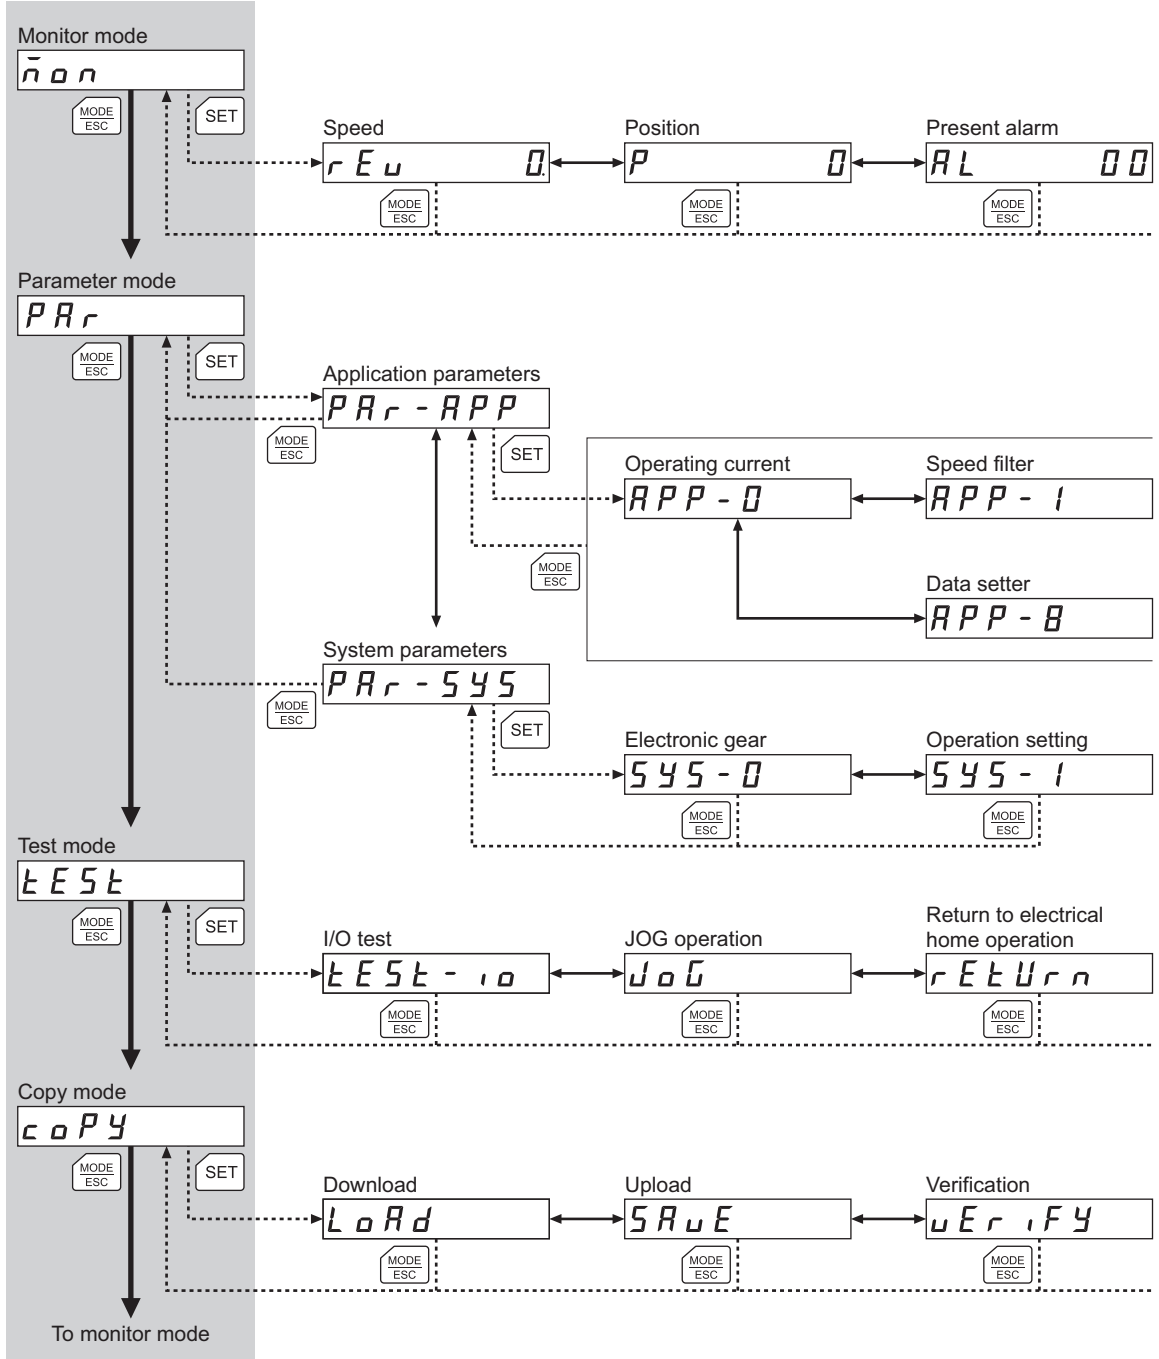 Monitor mode
m̄on
MODE
ESC
SET
Speed
Position
Present alarm
rEv 0.
P 0
AL 00
MODE
ESC
MODE
ESC
MODE
ESC
Parameter mode
PAr
MODE
ESC
SET
Application parameters
PAr-APP
MODE
ESC
SET
Operating current
Speed filter
APP-0
APP-1
MODE
ESC
Data setter
APP-8
System parameters
PAr-SYS
MODE
ESC
SET
Electronic gear
Operation setting
SYS-0
SYS-1
MODE
ESC
MODE
ESC
Test mode
tESt
MODE
ESC
SET
I/O test
JOG operation
Return to electrical
home operation
tESt-io
JoG
rEtUrn
MODE
ESC
MODE
ESC
MODE
ESC
Copy mode
coPY
MODE
ESC
SET
Download
Upload
Verification
LoAd
SAvE
vEriFY
MODE
ESC
MODE
ESC
MODE
ESC
To monitor mode